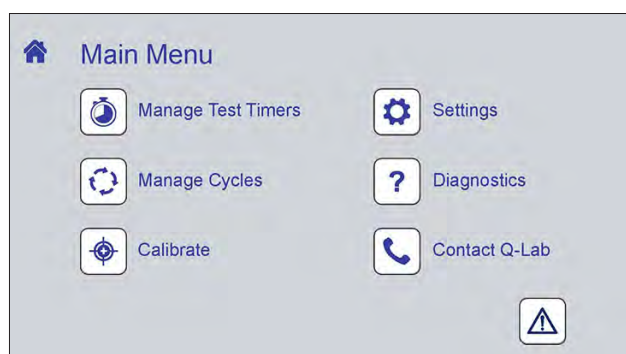 Main Menu
Manage Test Timers
Settings
Manage Cycles
? Diagnostics
Calibrate
Contact Q-Lab